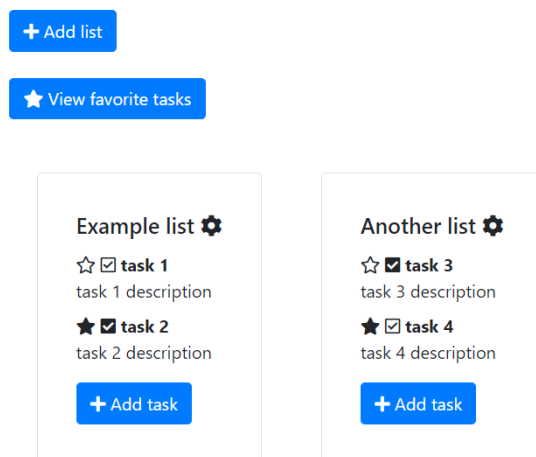 Add list
View favorite tasks
Example list
task 1
task 1 description
task 2
task 2 description
Add task
Another list
task 3
task 3 description
task 4
task 4 description
Add task